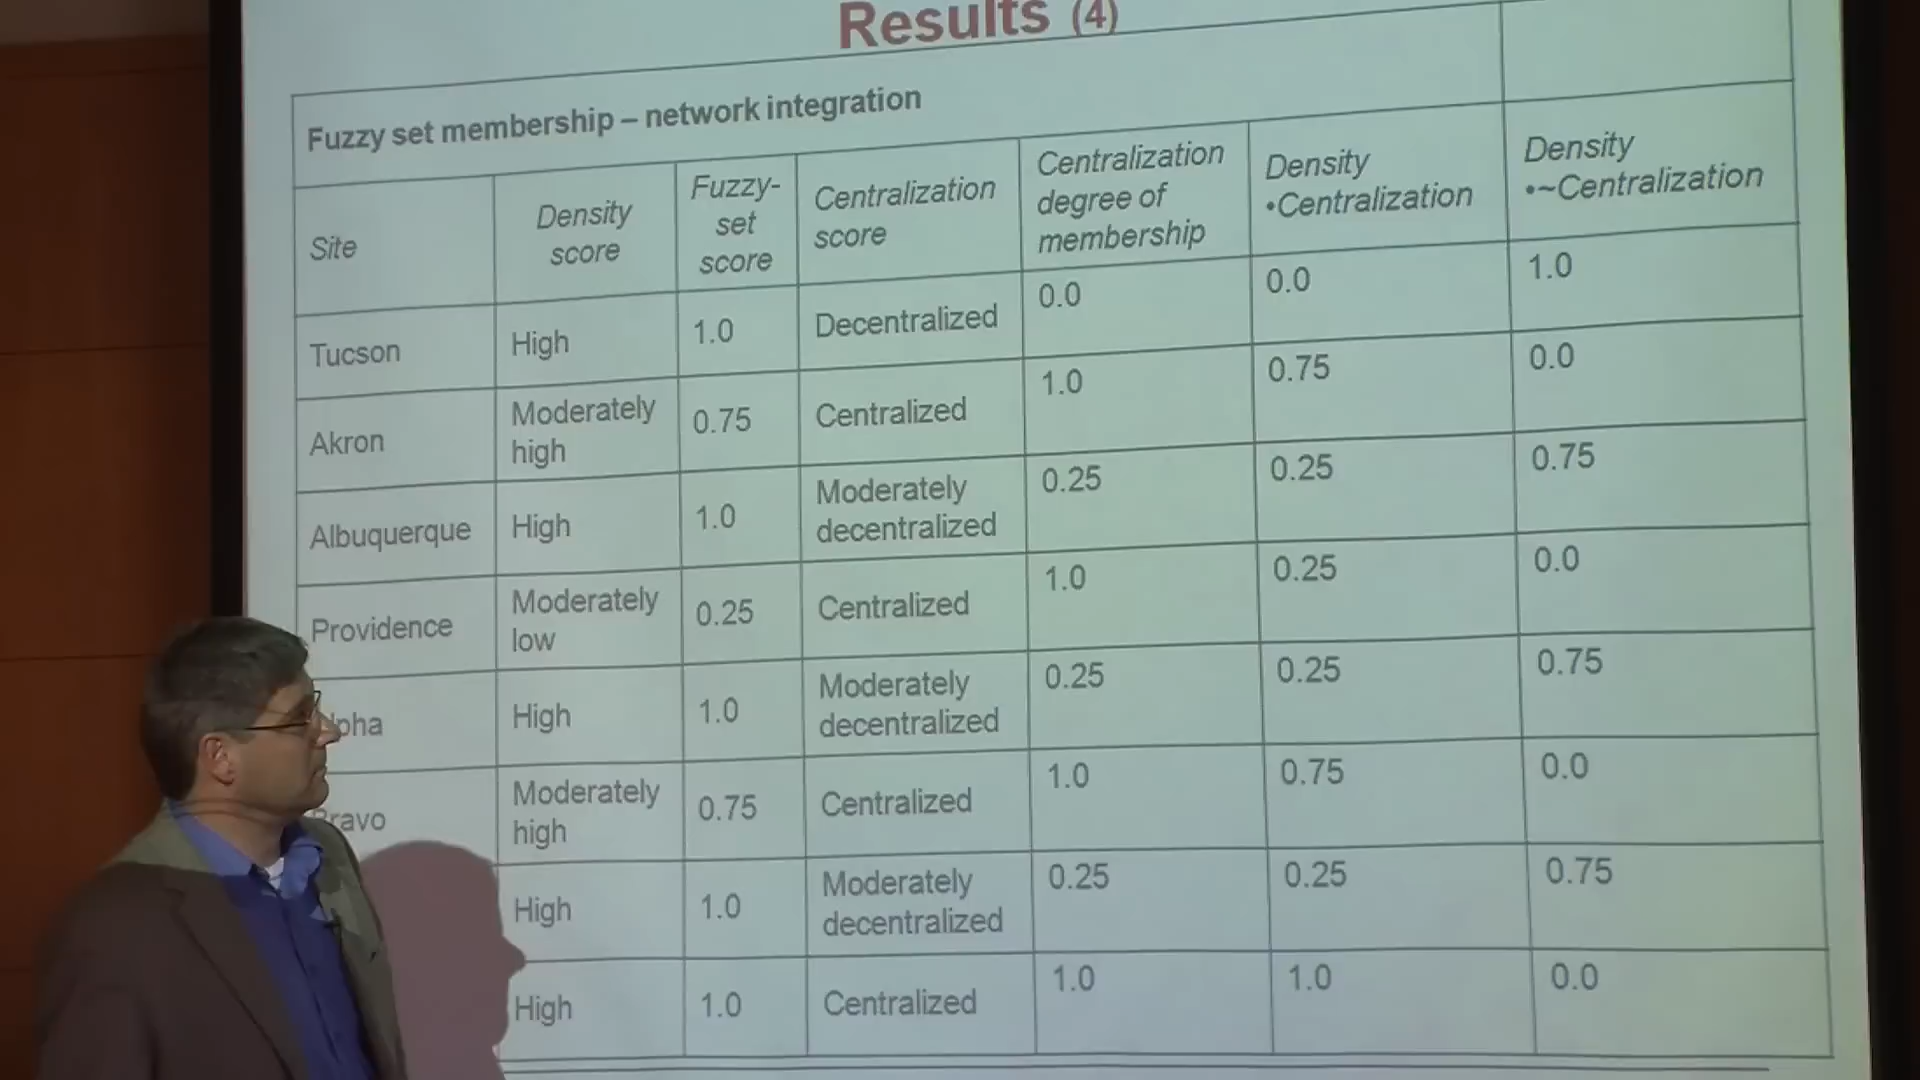 Results (4)
Fuzzy set membership – network integration
Site
Density
score
Fuzzy-
set
score
Centralization
score
Centralization
degree of
membership
Density
•Centralization
Density
•~Centralization
Tucson
High
1.0
Decentralized
0.0
0.0
1.0
Akron
Moderately
high
0.75
Centralized
1.0
0.75
0.0
Albuquerque
High
1.0
Moderately
decentralized
0.25
0.25
0.75
Providence
Moderately
low
0.25
Centralized
1.0
0.25
0.0
High
1.0
Moderately
decentralized
0.25
0.25
0.75
Moderately
high
0.75
Centralized
1.0
0.75
0.0
High
1.0
Moderately
decentralized
0.25
0.25
0.75
High
1.0
Centralized
1.0
1.0
0.0